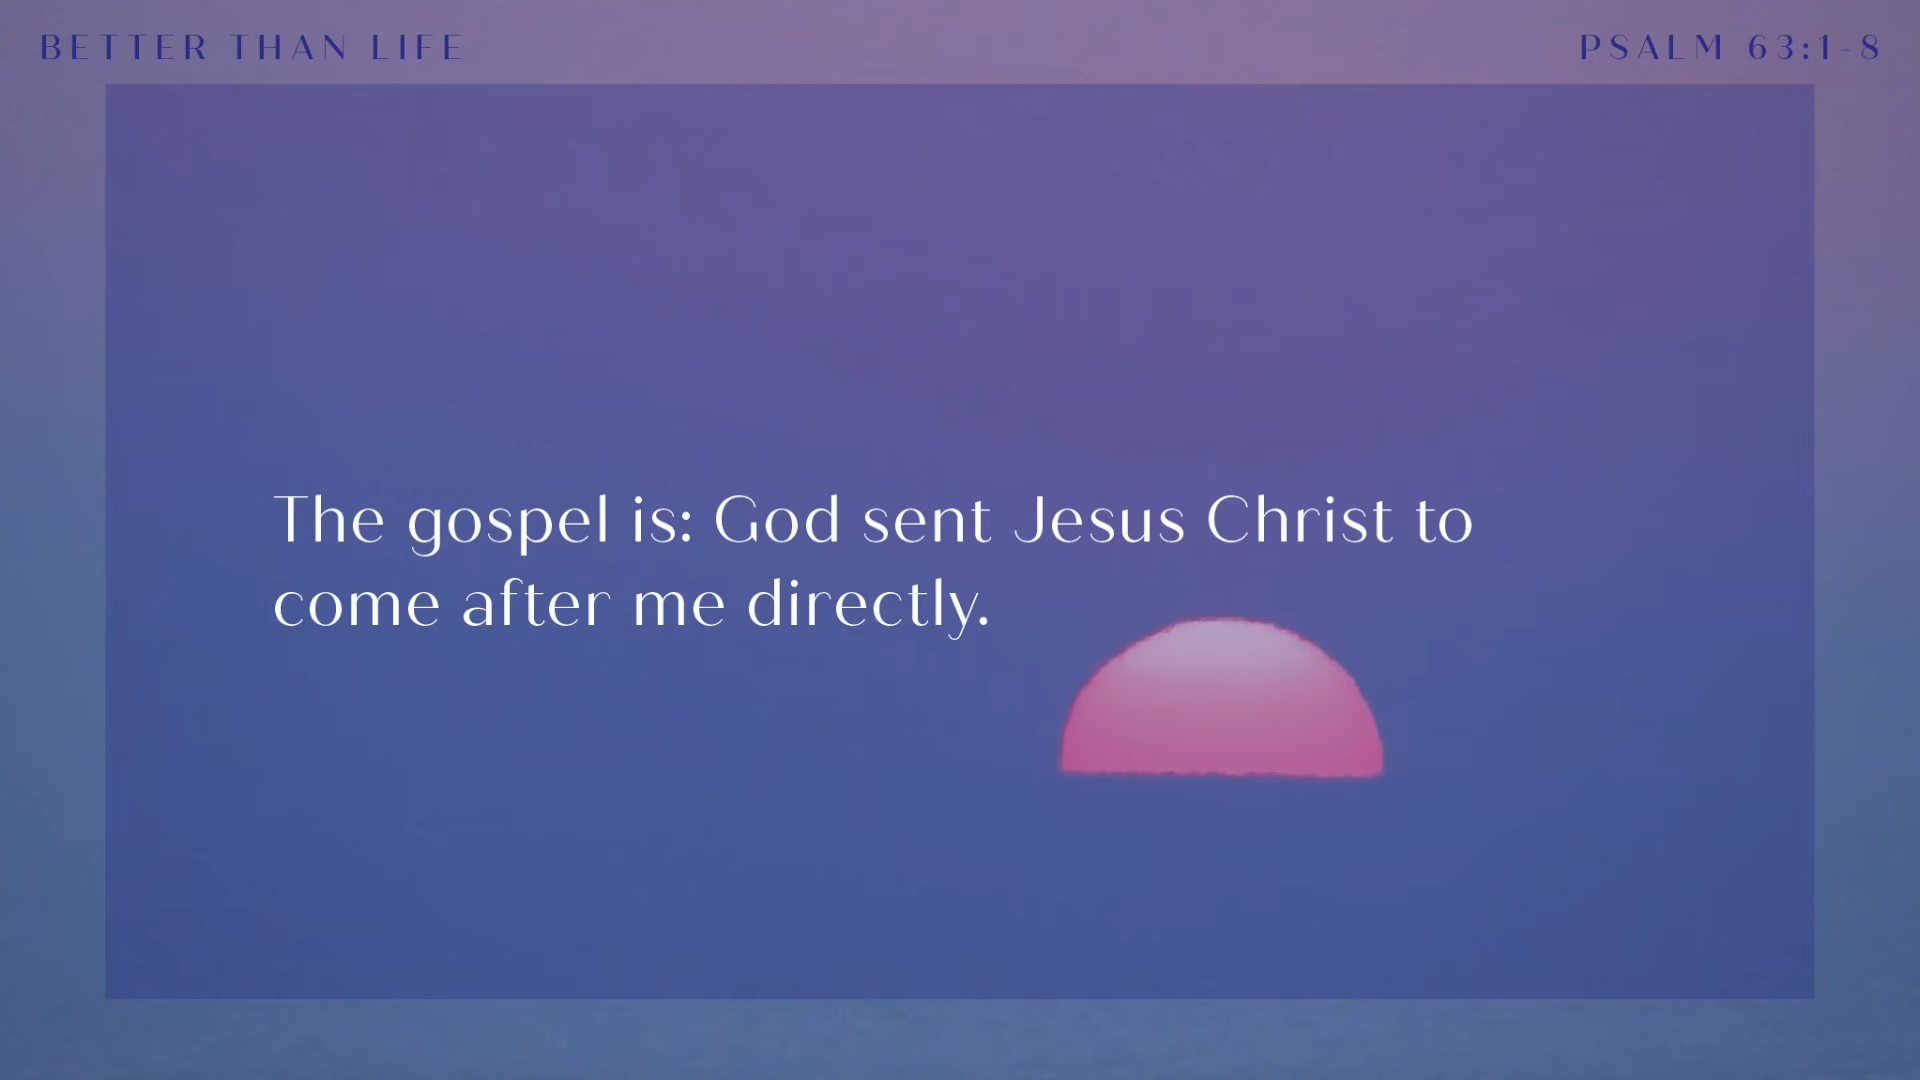 BETTER THAN LIFE
PSALM 63:1-8
The gospel is: God sent Jesus Christ to
come after me directly.